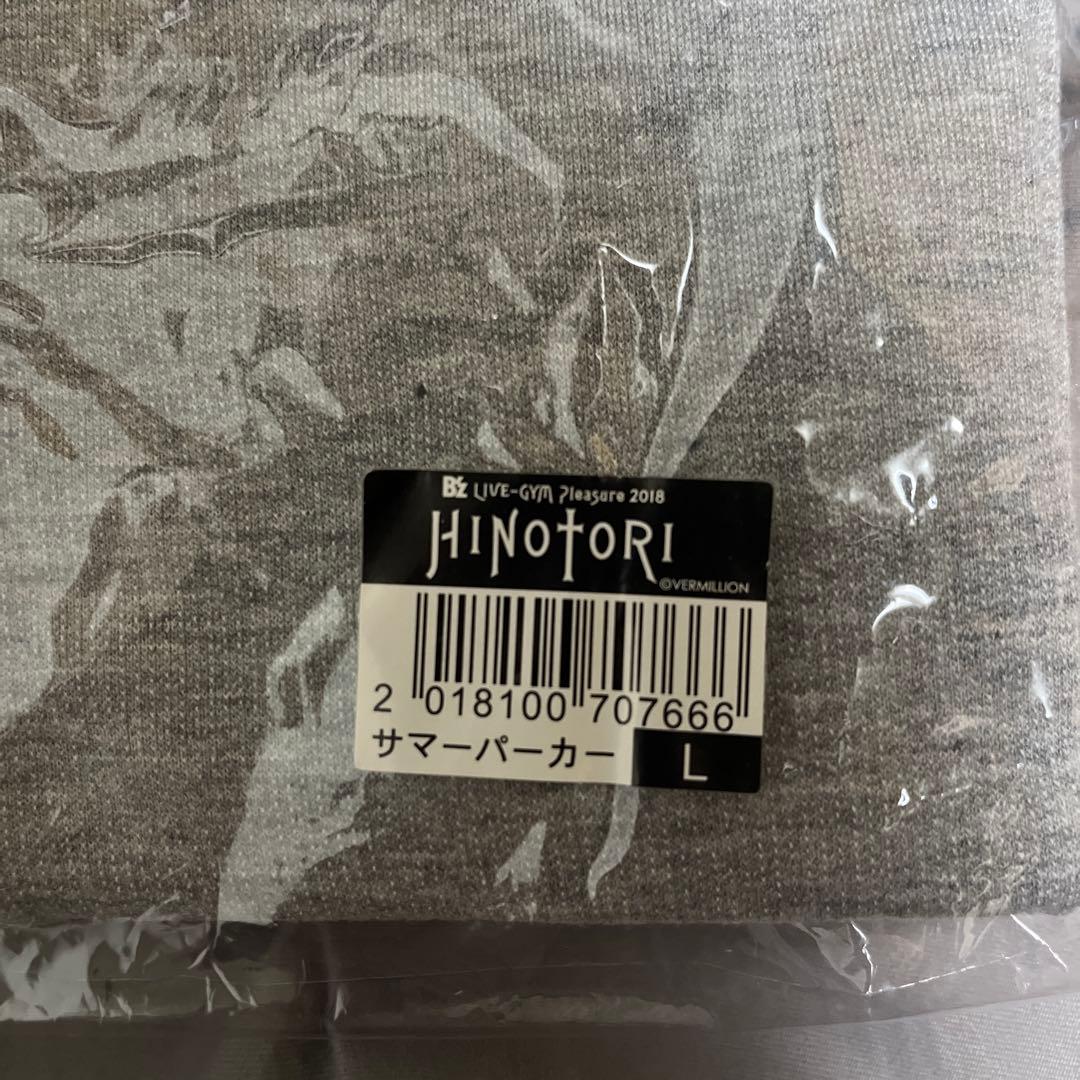 B'z LIVE-GYM Pleasure 2018
HINOTORI
©VERMILLION
2 018100 707666
サマーパーカー L